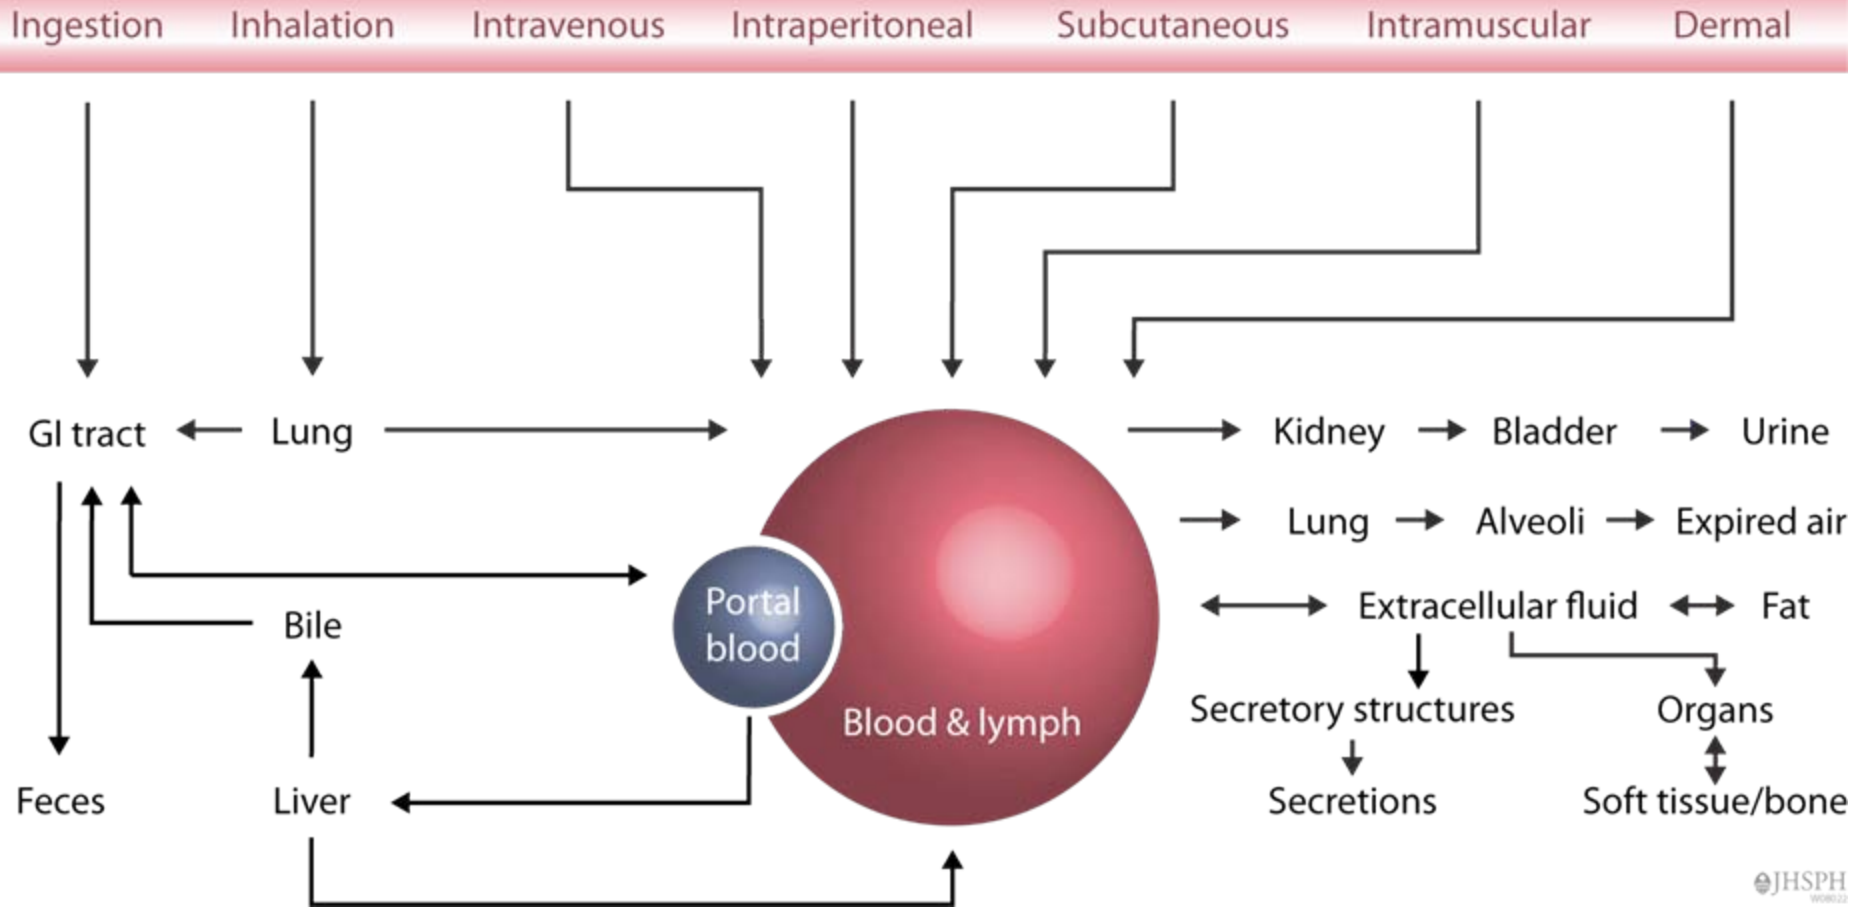 Ingestion Inhalation Intravenous Intraperitoneal Subcutaneous Intramuscular Dermal
GI tract Lung Kidney Bladder Urine
Lung Alveoli Expired air
Portal
blood
Bile
Extracellular fluid Fat
Secretory structures Organs
Blood & lymph
Feces Liver Secretions Soft tissue/bone
JHSPH
W08022